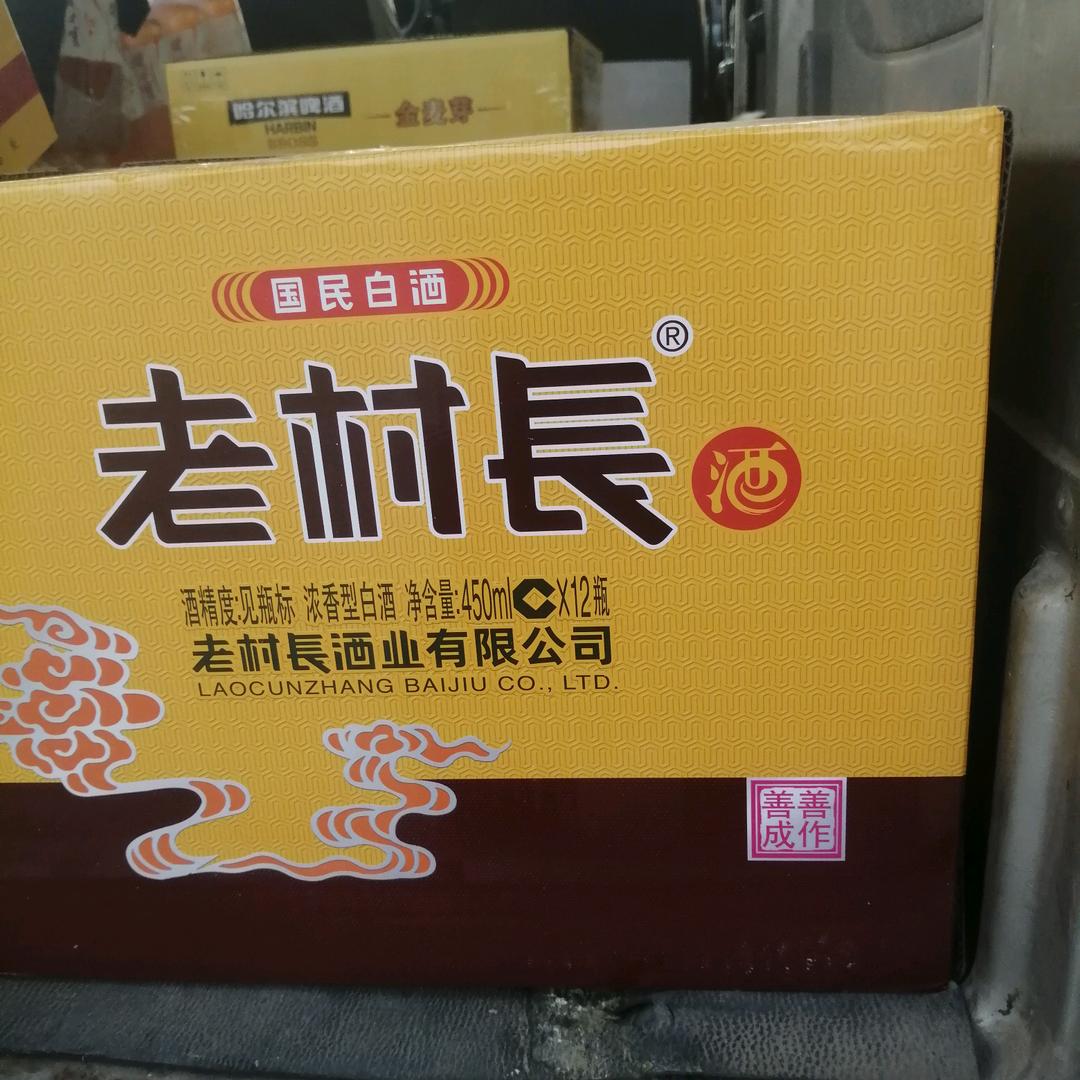 哈尔滨啤酒
HARBIN
金麦芽
国民白酒
老村長®
酒
酒精度:见瓶标 浓香型白酒 净含量:450ml X12瓶
老村長酒业有限公司
LAOCUNZHANG BAIJIU CO., LTD.
善作
善成